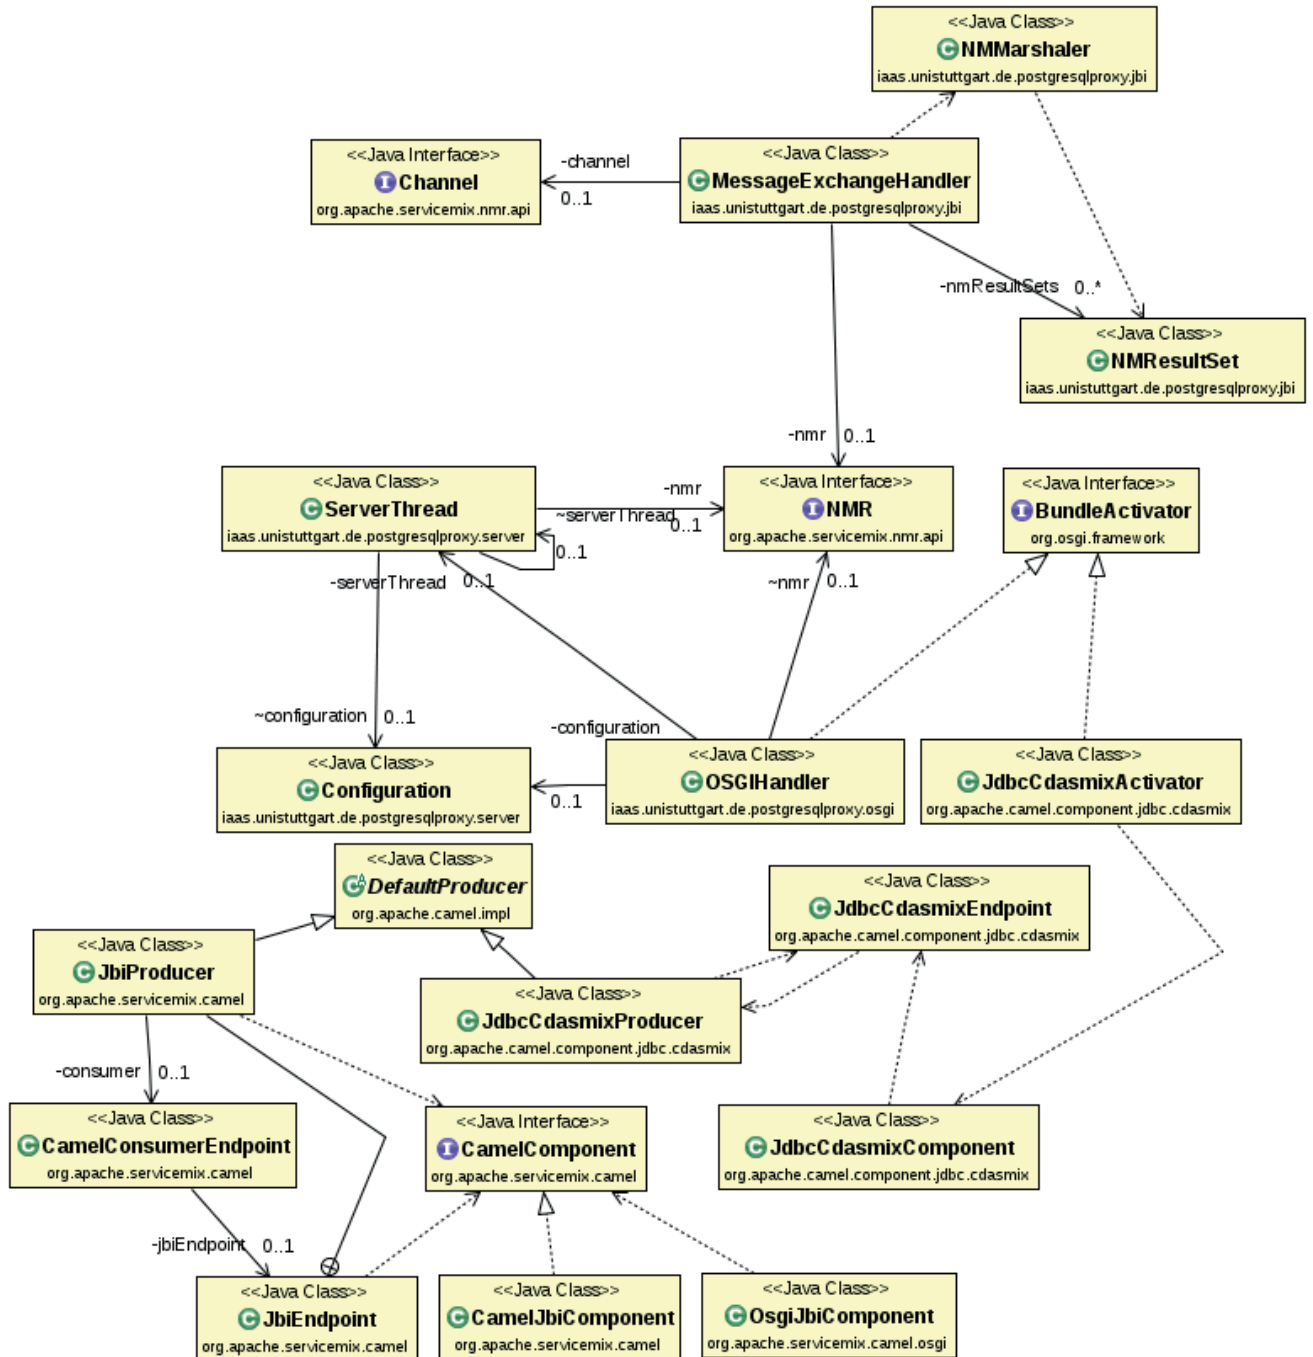 <<Java Class>>
NMMarshaler
iaas.unistuttgart.de.postgresqlproxy.jbi
<<Java Interface>>
Channel
org.apache.servicemix.nmr.api
-channel
0..1
<<Java Class>>
MessageExchangeHandler
iaas.unistuttgart.de.postgresqlproxy.jbi
-nmResultSets 0..*
<<Java Class>>
NMResultSet
iaas.unistuttgart.de.postgresqlproxy.jbi
-nmr 0..1
<<Java Class>>
ServerThread
iaas.unistuttgart.de.postgresqlproxy.server
-nmr
0..1
~serverThread
0..1
<<Java Interface>>
NMR
org.apache.servicemix.nmr.api
<<Java Interface>>
BundleActivator
org.osgi.framework
-serverThread 0..1
~nmr 0..1
~configuration 0..1
-configuration
0..1
<<Java Class>>
Configuration
iaas.unistuttgart.de.postgresqlproxy.server
<<Java Class>>
OSGIHandler
iaas.unistuttgart.de.postgresqlproxy.osgi
<<Java Class>>
JdbcCdasmixActivator
org.apache.camel.component.jdbc.cdasmix
<<Java Class>>
DefaultProducer
org.apache.camel.impl
<<Java Class>>
JdbcCdasmixEndpoint
org.apache.camel.component.jdbc.cdasmix
<<Java Class>>
JbiProducer
org.apache.servicemix.camel
<<Java Class>>
JdbcCdasmixProducer
org.apache.camel.component.jdbc.cdasmix
-consumer 0..1
<<Java Class>>
CamelConsumerEndpoint
org.apache.servicemix.camel
<<Java Interface>>
CamelComponent
org.apache.servicemix.camel
<<Java Class>>
JdbcCdasmixComponent
org.apache.camel.component.jdbc.cdasmix
-jbiEndpoint 0..1
<<Java Class>>
JbiEndpoint
org.apache.servicemix.camel
<<Java Class>>
CamelJbiComponent
org.apache.servicemix.camel
<<Java Class>>
OsgiJbiComponent
org.apache.servicemix.camel.osgi